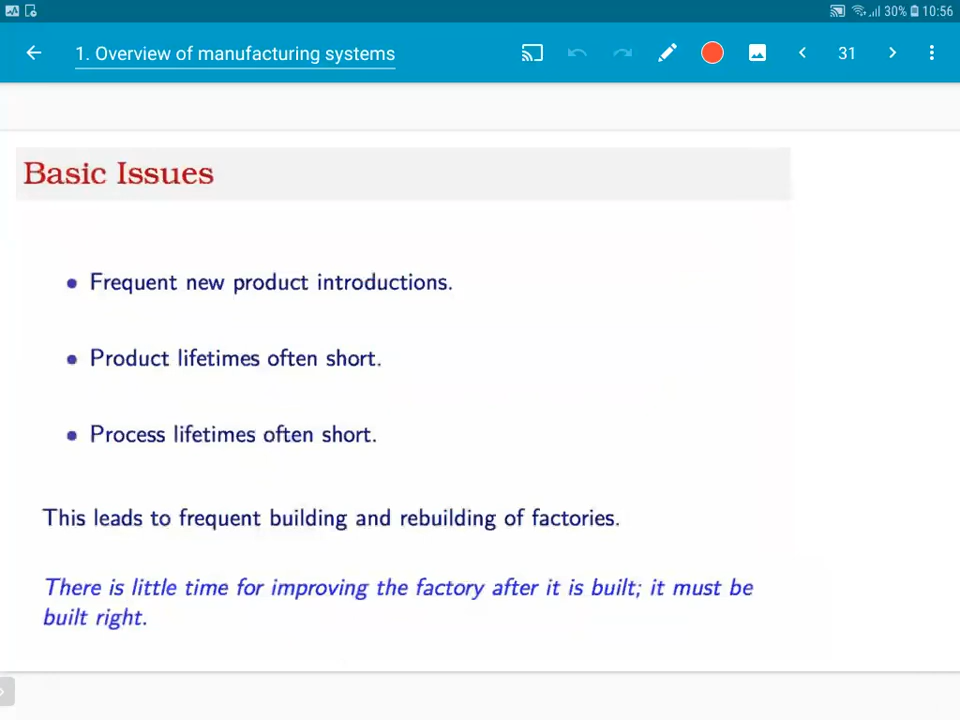 30% 10:56
1. Overview of manufacturing systems
31
Basic Issues
• Frequent new product introductions.
• Product lifetimes often short.
• Process lifetimes often short.
This leads to frequent building and rebuilding of factories.
There is little time for improving the factory after it is built; it must be
built right.